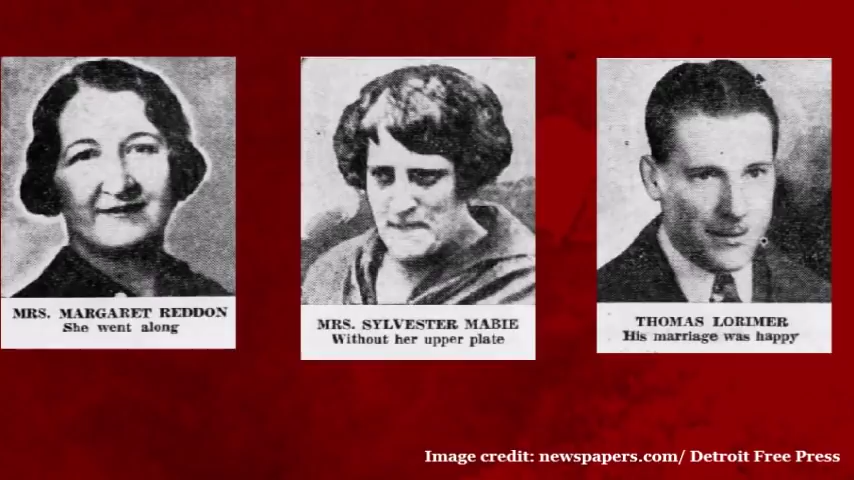 MRS. MARGARET REDDON
She went along
MRS. SYLVESTER MABIE
Without her upper plate
THOMAS LORIMER
His marriage was happy
Image credit: newspapers.com/ Detroit Free Press